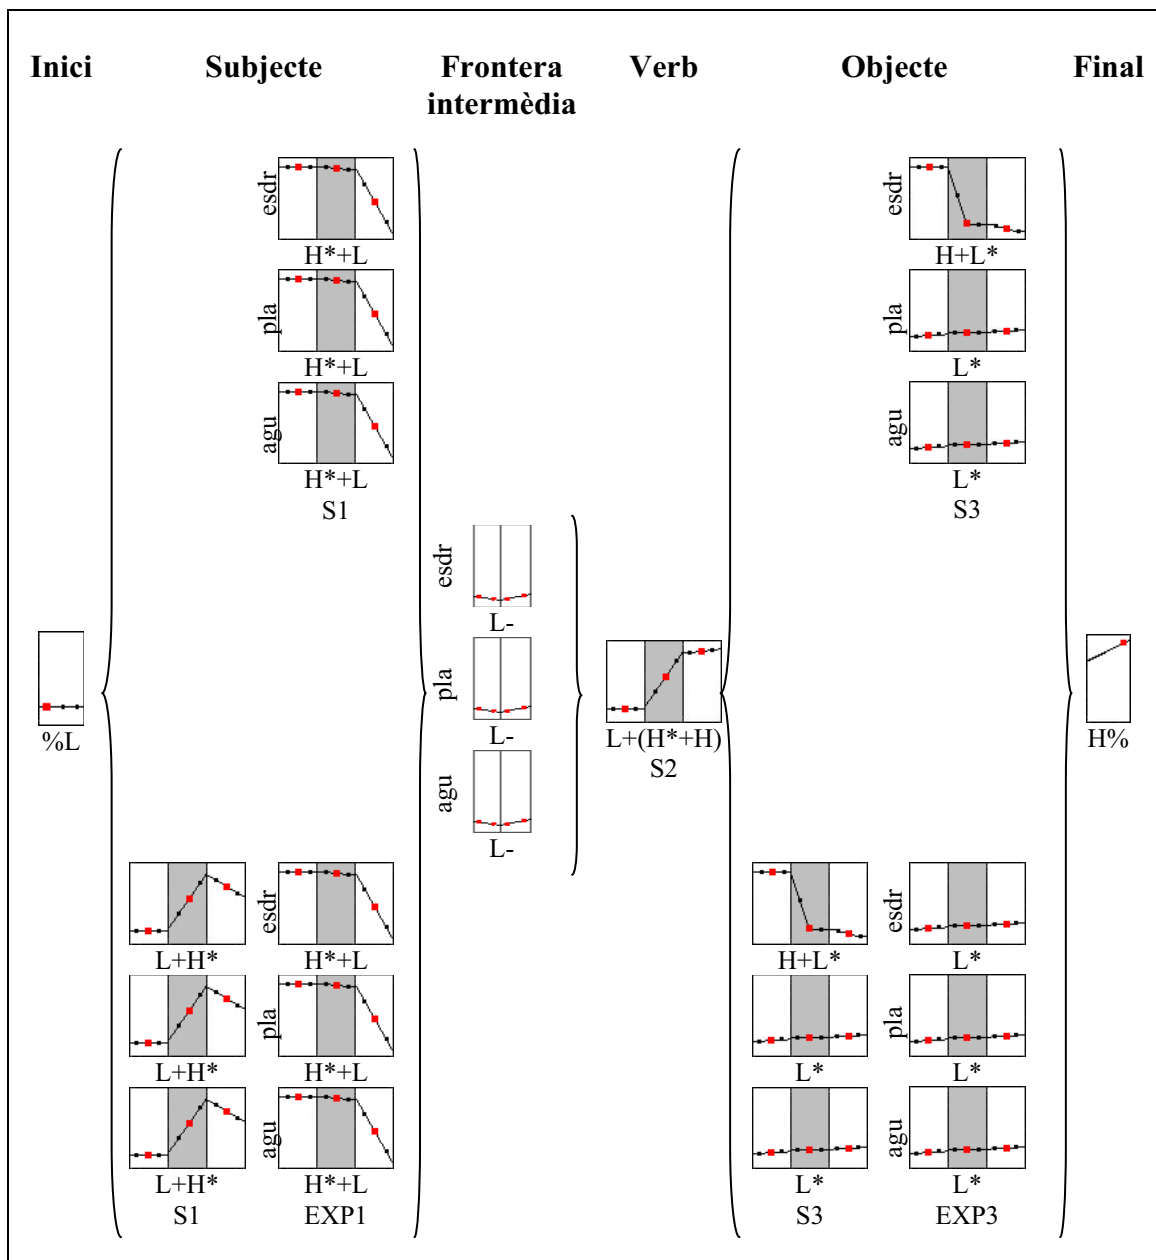 Inici Subjecte Frontera intermèdia Verb Objecte Final
esdr
H*+L
pla
H*+L
agu
H*+L
S1
esdr
H+L*
pla
L*
agu
L*
S3
%L
esdr
L-
pla
L-
agu
L-
L+(H*+H)
S2
H%
L+H*
esdr
H*+L
L+H*
pla
H*+L
L+H*
agu
H*+L
S1 EXP1
H+L*
esdr
L*
L*
pla
L*
L*
agu
L*
S3 EXP3